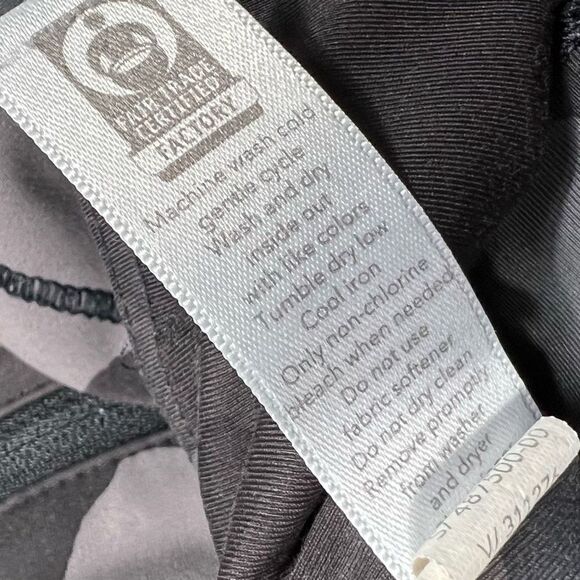 FAIR TRADE
CERTIFIED
FACTORY
Machine wash cold
gentle cycle
Wash and dry
inside out
with like colors
Tumble dry low
Cool iron
Only non-chlorine
bleach when needed
Do not use
fabric softener
Do not dry clean
Remove promptly
from washer
and dryer